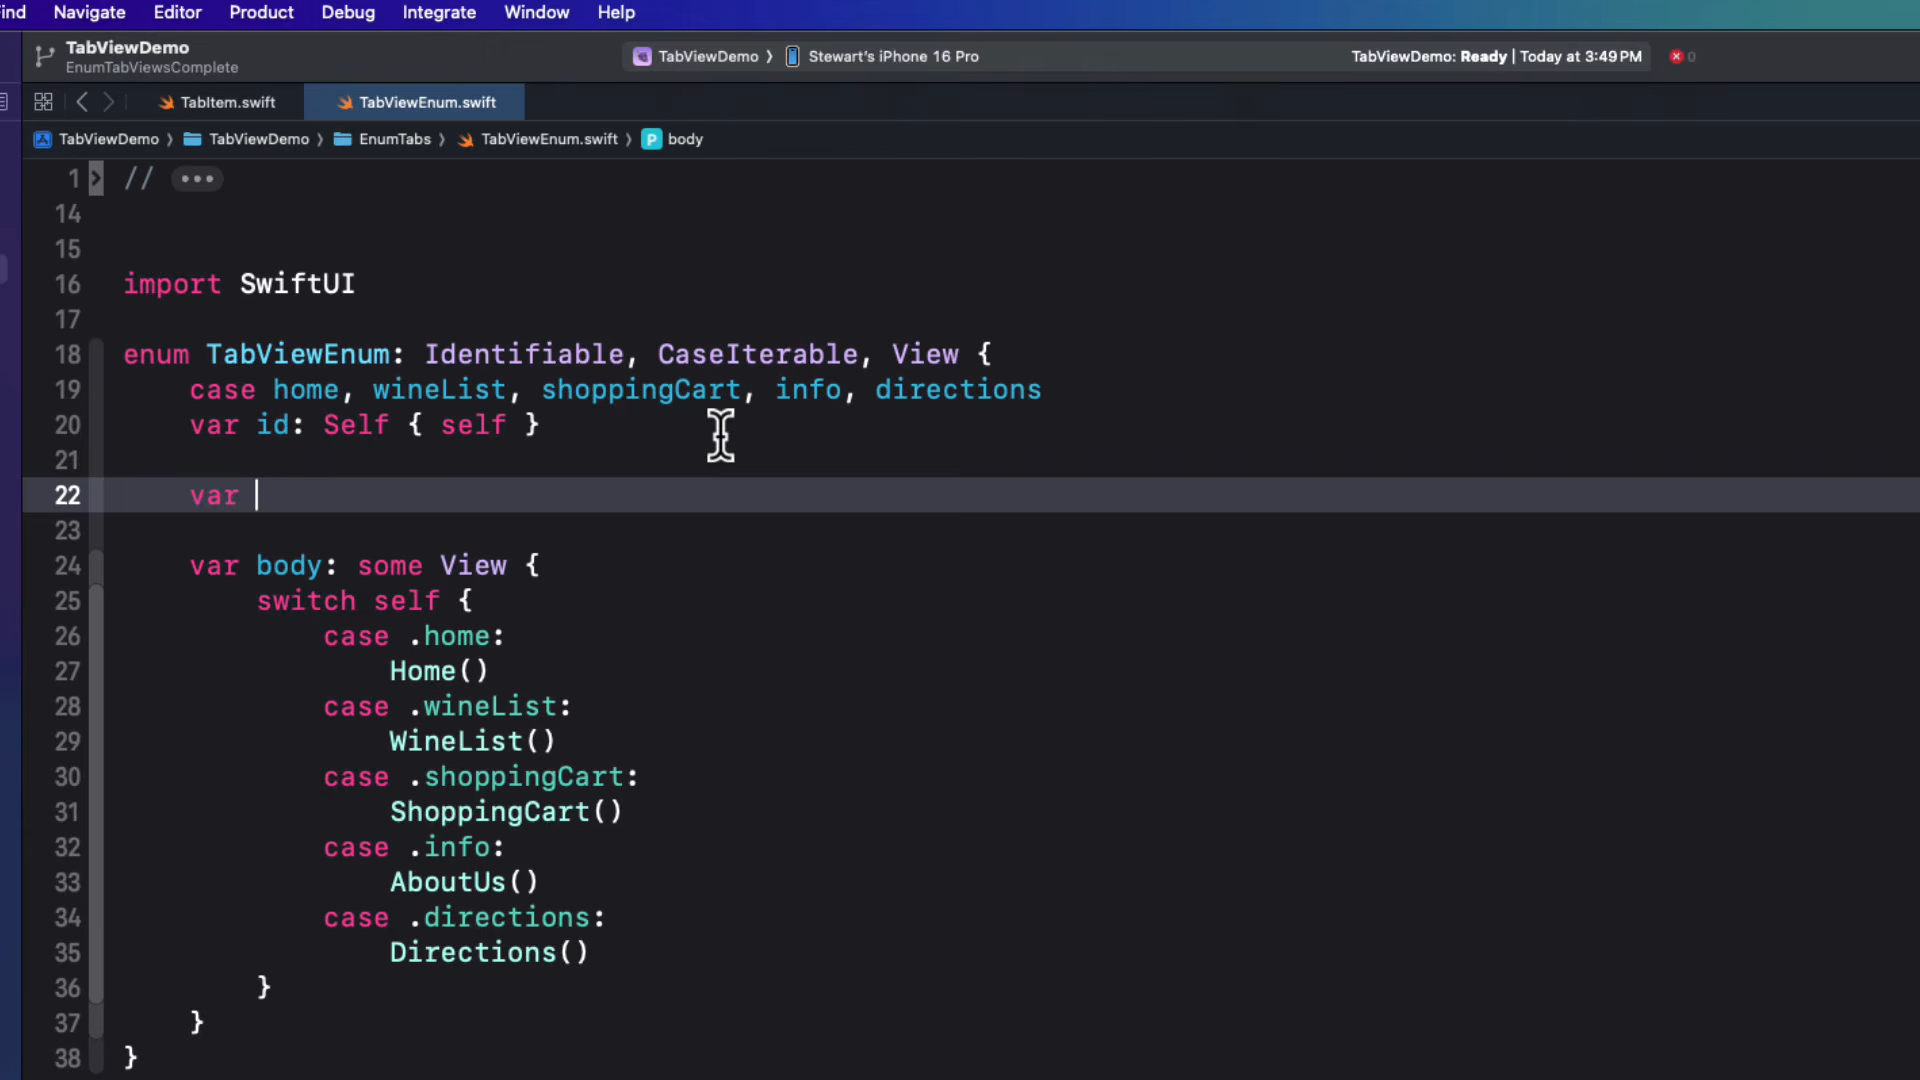 ind Navigate Editor Product Debug Integrate Window Help
TabViewDemo
EnumTabViewsComplete
TabViewDemo 〉 Stewart's iPhone 16 Pro
TabViewDemo: Ready | Today at 3:49 PM
0
TabItem.swift
TabViewEnum.swift
TabViewDemo 〉 TabViewDemo 〉 EnumTabs 〉 TabViewEnum.swift 〉 P body
1 // •••
14
15
16 import SwiftUI
17
18 enum TabViewEnum: Identifiable, CaseIterable, View {
19 case home, wineList, shoppingCart, info, directions
20 var id: Self { self }
21
22 var
23
24 var body: some View {
25 switch self {
26 case .home:
27 Home()
28 case .wineList:
29 WineList()
30 case .shoppingCart:
31 ShoppingCart()
32 case .info:
33 AboutUs()
34 case .directions:
35 Directions()
36 }
37 }
38 }